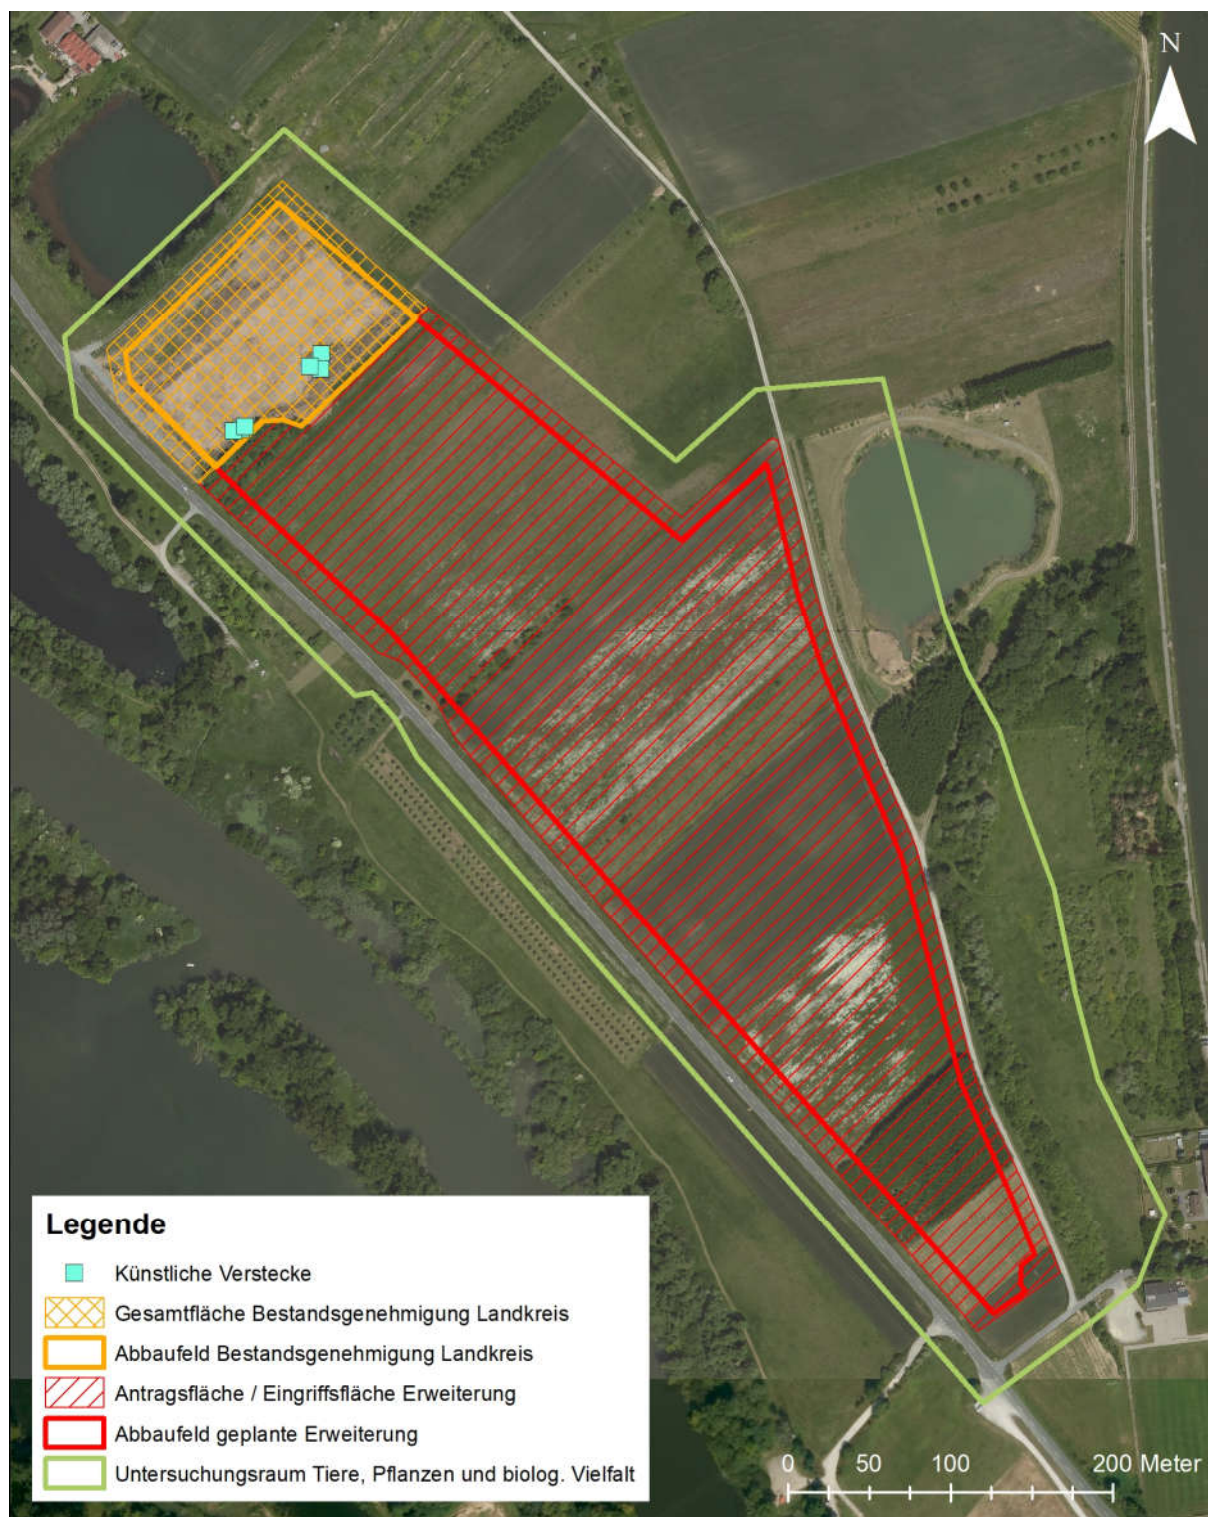 N
Legende
Künstliche Verstecke
Gesamtfläche Bestandsgenehmigung Landkreis
Abbaufeld Bestandsgenehmigung Landkreis
Antragsfläche / Eingriffsfläche Erweiterung
Abbaufeld geplante Erweiterung
Untersuchungsraum Tiere, Pflanzen und biolog. Vielfalt
0 50 100 200 Meter